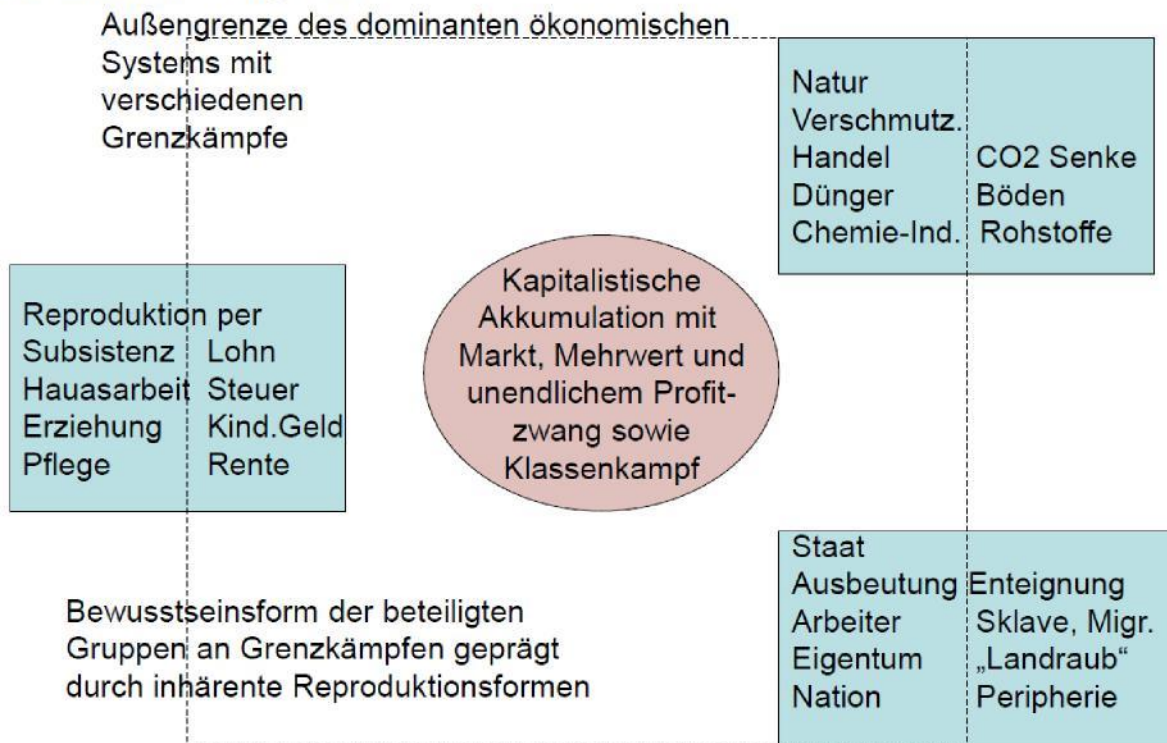 Außengrenze des dominanten ökonomischen
Systems mit
verschiedenen
Grenzkämpfe
Natur
Verschmutz.
Handel CO2 Senke
Dünger Böden
Chemie-Ind. Rohstoffe
Kapitalistische
Akkumulation mit
Markt, Mehrwert und
unendlichem Profit-
zwang sowie
Klassenkampf
Reproduktion per
Subsistenz Lohn
Hauasarbeit Steuer
Erziehung Kind.Geld
Pflege Rente
Staat
Ausbeutung Enteignung
Arbeiter Sklave, Migr.
Eigentum „Landraub“
Nation Peripherie
Bewusstseinsform der beteiligten
Gruppen an Grenzkämpfen geprägt
durch inhärente Reproduktionsformen